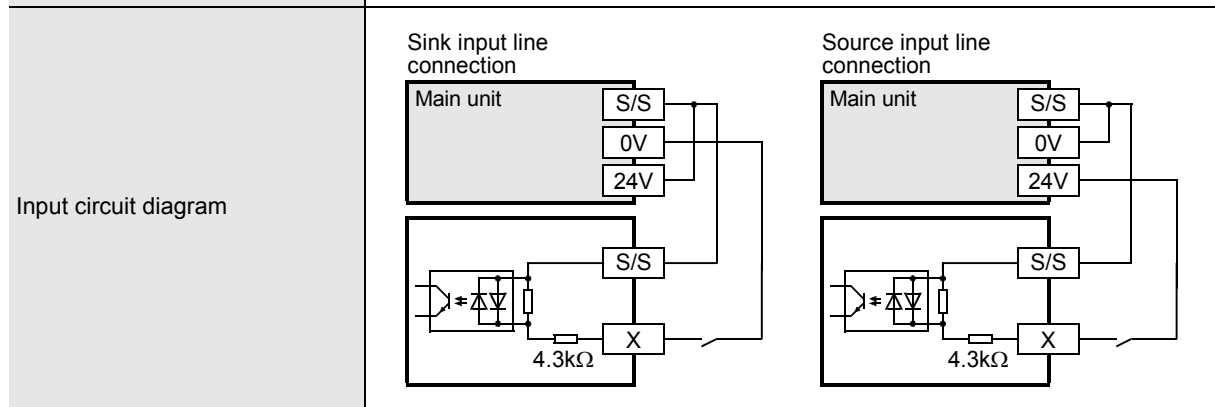 Input circuit diagram
Sink input line
connection
Main unit
S/S
0V
24V
S/S
X
4.3kΩ
Source input line
connection
Main unit
S/S
0V
24V
S/S
X
4.3kΩ